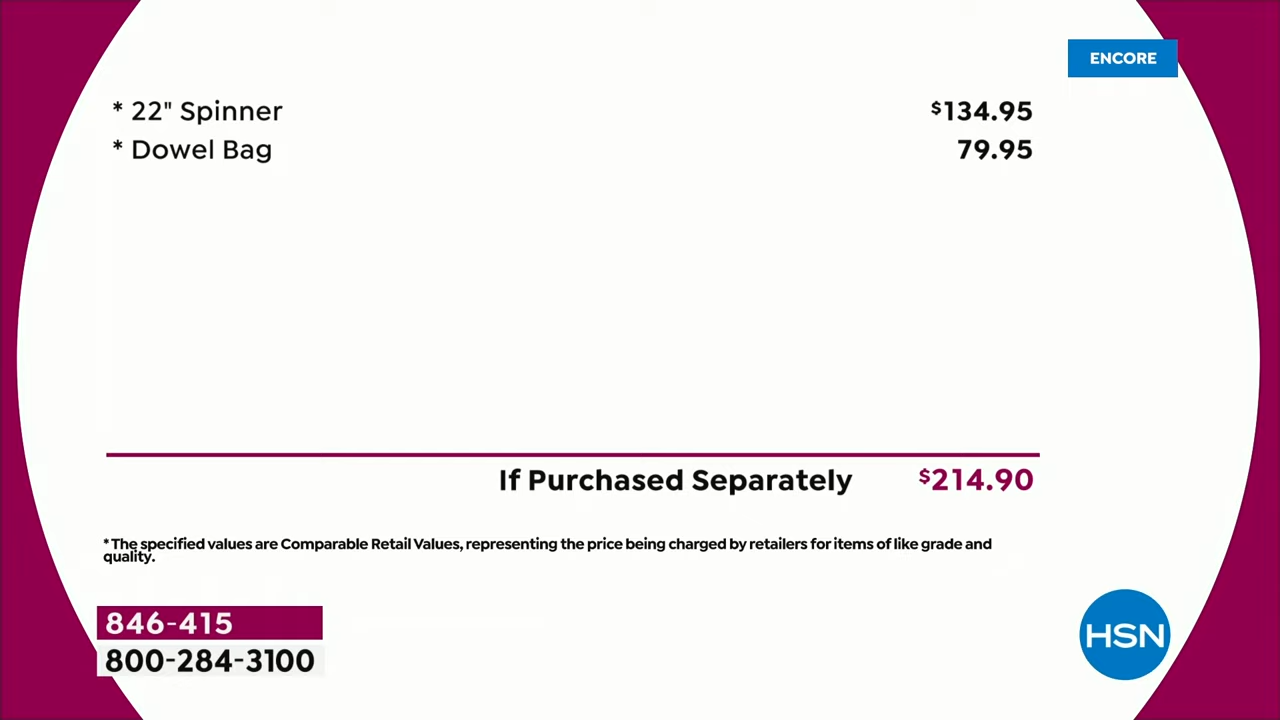 ENCORE
* 22" Spinner $134.95
* Dowel Bag 79.95
If Purchased Separately $214.90
* The specified values are Comparable Retail Values, representing the price being charged by retailers for items of like grade and
quality.
846-415
800-284-3100
HSN